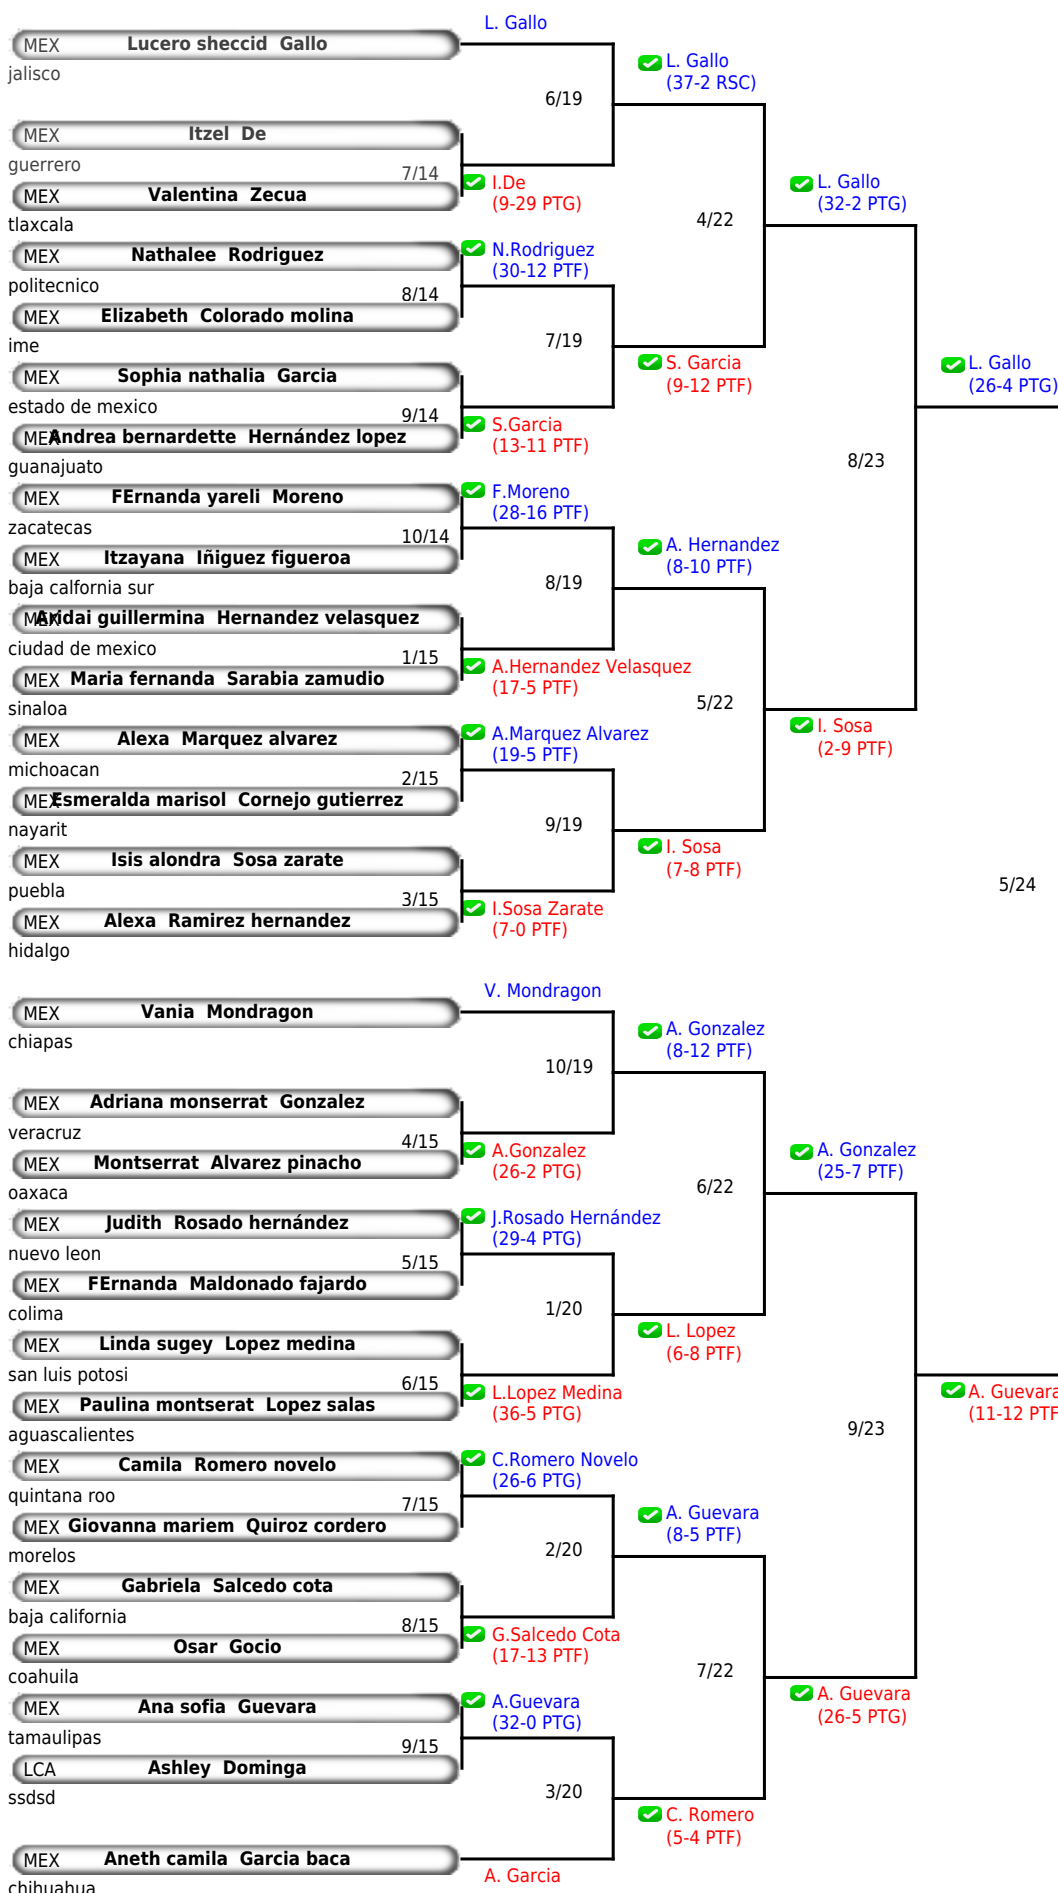 L. Gallo
MEX Lucero sheccid Gallo
jalisco
L. Gallo
(37-2 RSC)
6/19
MEX Itzel De
guerrero
7/14
MEX Valentina Zecua
tlaxcala
I.De
(9-29 PTG)
L. Gallo
(32-2 PTG)
4/22
MEX Nathalee Rodriguez
politecnico
N.Rodriguez
(30-12 PTF)
8/14
MEX Elizabeth Colorado molina
ime
7/19
S. Garcia
(9-12 PTF)
MEX Sophia nathalia Garcia
estado de mexico
9/14
MEX Andrea bernardette Hernández lopez
guanajuato
S.Garcia
(13-11 PTF)
L. Gallo
(26-4 PTG)
8/23
MEX FErnanda yareli Moreno
zacatecas
F.Moreno
(28-16 PTF)
10/14
MEX Itzayana Iñiguez figueroa
baja calfornia sur
A. Hernandez
(8-10 PTF)
8/19
MEX Aridai guillermina Hernandez velasquez
ciudad de mexico
1/15
MEX Maria fernanda Sarabia zamudio
sinaloa
A.Hernandez Velasquez
(17-5 PTF)
5/22
I. Sosa
(2-9 PTF)
MEX Alexa Marquez alvarez
michoacan
A.Marquez Alvarez
(19-5 PTF)
2/15
MEX Esmeralda marisol Cornejo gutierrez
nayarit
9/19
I. Sosa
(7-8 PTF)
MEX Isis alondra Sosa zarate
puebla
3/15
MEX Alexa Ramirez hernandez
hidalgo
I.Sosa Zarate
(7-0 PTF)
5/24
V. Mondragon
MEX Vania Mondragon
chiapas
A. Gonzalez
(8-12 PTF)
10/19
MEX Adriana monserrat Gonzalez
veracruz
4/15
MEX Montserrat Alvarez pinacho
oaxaca
A.Gonzalez
(26-2 PTG)
A. Gonzalez
(25-7 PTF)
6/22
MEX Judith Rosado hernández
nuevo leon
J.Rosado Hernández
(29-4 PTG)
5/15
MEX FErnanda Maldonado fajardo
colima
1/20
L. Lopez
(6-8 PTF)
MEX Linda sugey Lopez medina
san luis potosi
6/15
MEX Paulina montserat Lopez salas
aguascalientes
L.Lopez Medina
(36-5 PTG)
A. Guevara
(11-12 PTF
9/23
MEX Camila Romero novelo
quintana roo
C.Romero Novelo
(26-6 PTG)
7/15
MEX Giovanna mariem Quiroz cordero
morelos
A. Guevara
(8-5 PTF)
2/20
MEX Gabriela Salcedo cota
baja california
8/15
MEX Osar Gocio
coahuila
G.Salcedo Cota
(17-13 PTF)
7/22
A. Guevara
(26-5 PTG)
MEX Ana sofia Guevara
tamaulipas
A.Guevara
(32-0 PTG)
9/15
LCA Ashley Dominga
ssdsd
3/20
C. Romero
(5-4 PTF)
MEX Aneth camila Garcia baca
chihuahua
A. Garcia